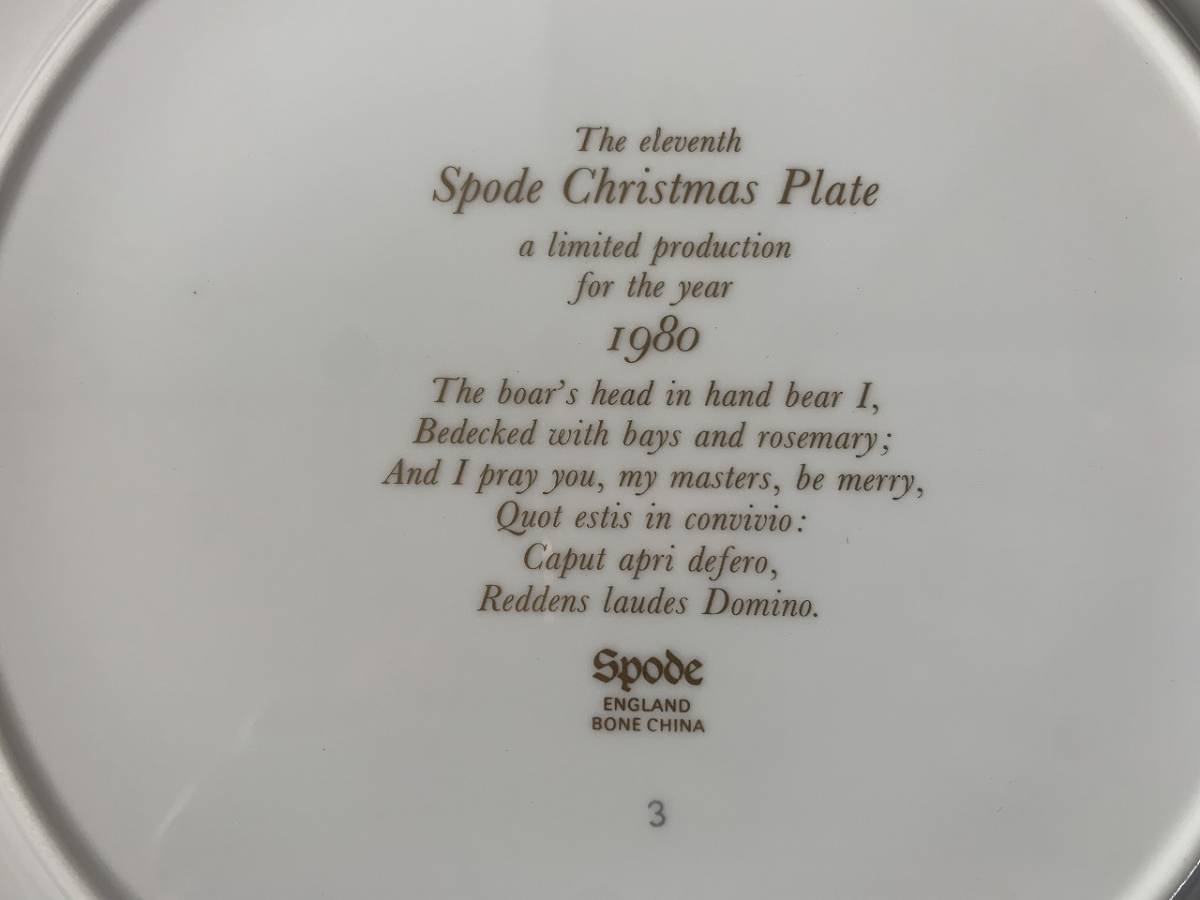 The eleventh
Spode Christmas Plate
a limited production
for the year
1980
The boar's head in hand bear I,
Bedecked with bays and rosemary;
And I pray you, my masters, be merry,
Quot estis in convivio:
Caput apri defero,
Reddens laudes Domino.
Spode
ENGLAND
BONE CHINA
3